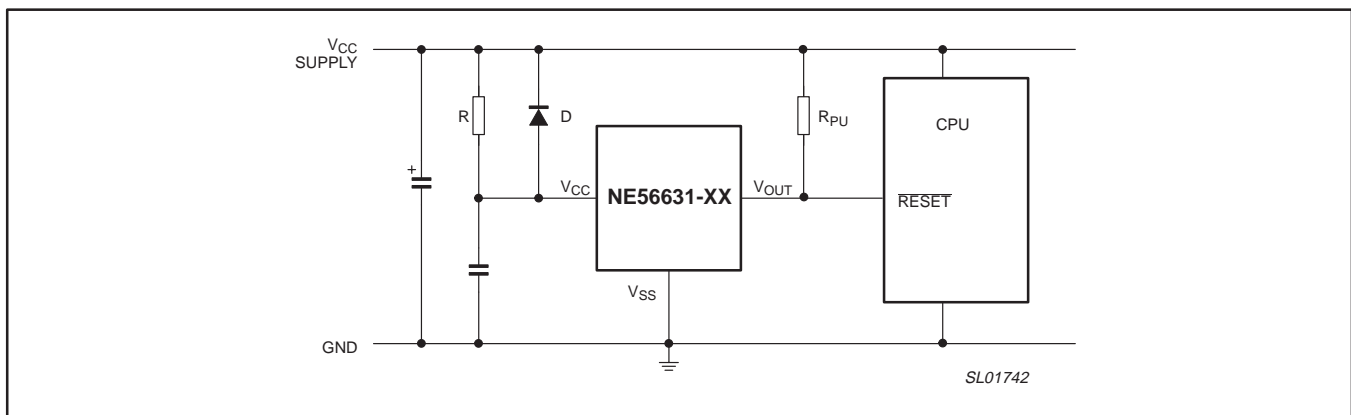 VCC
SUPPLY
R
D
RPU
CPU
+
VCC
NE56631-XX
VOUT
RESET
VSS
GND
SL01742